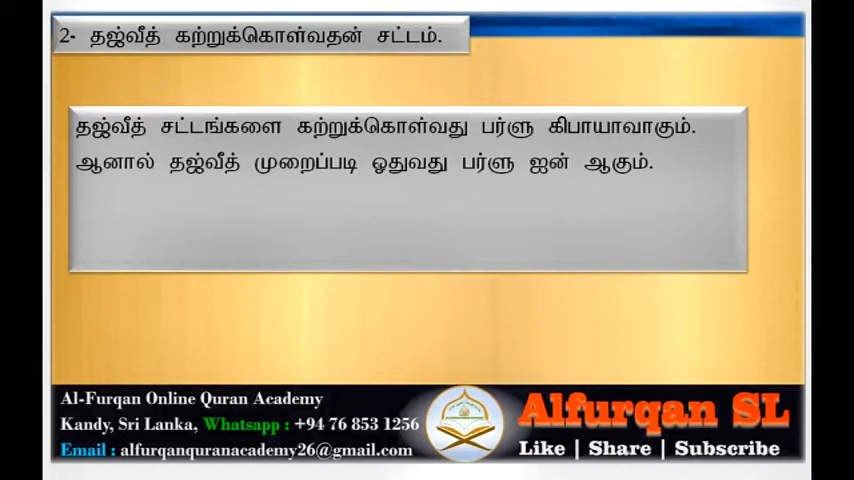 2- தஜ்வீத் கற்றுக்கொள்வதன் சட்டம்.
தஜ்வீத் சட்டங்களை கற்றுக்கொள்வது பர்ளு கிபாயாவாகும்.
ஆனால் தஜ்வீத் முறைப்படி ஓதுவது பர்ளு ஐன் ஆகும்.
Al-Furqan Online Quran Academy
Kandy, Sri Lanka, Whatsapp : +94 76 853 1256
Email : alfurqanquranacademy26@gmail.com
Alfurqan SL
Like | Share | Subscribe